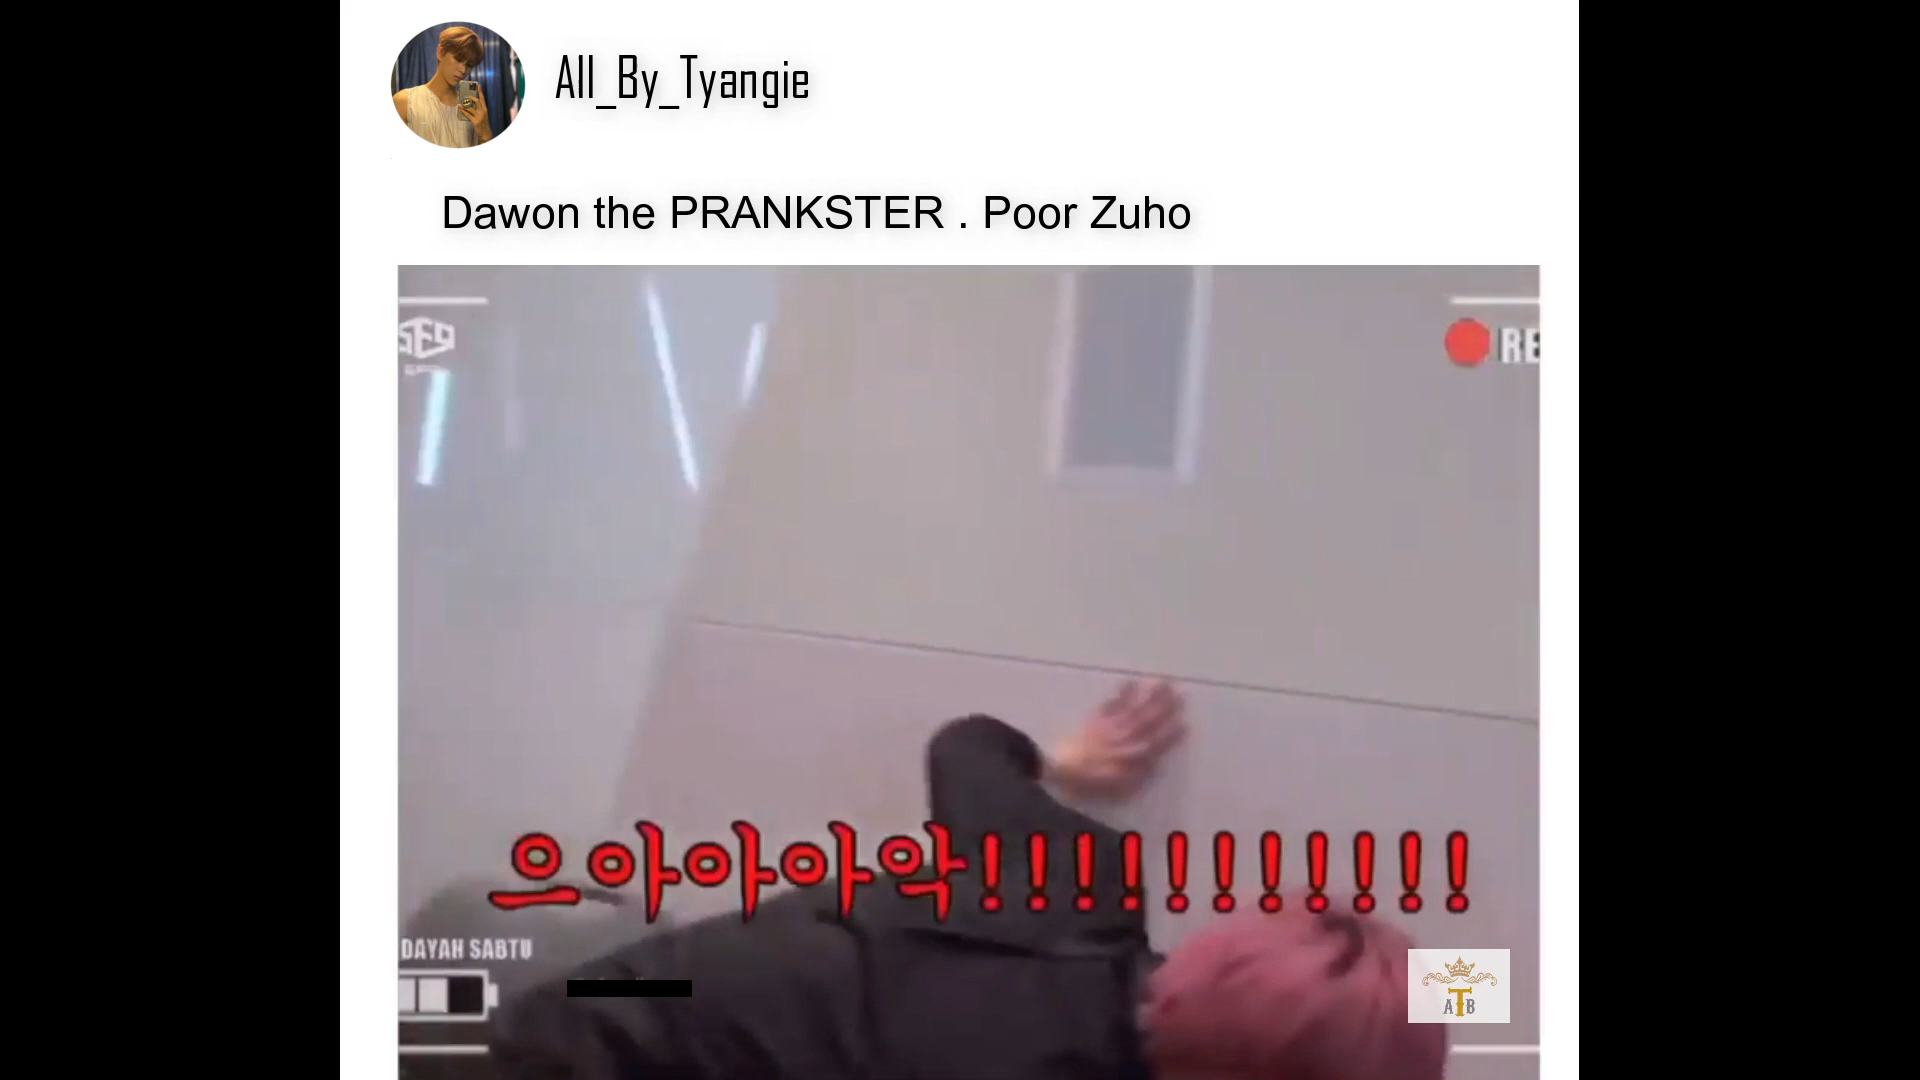 All_By_Tyangie
Dawon the PRANKSTER . Poor Zuho
SF9
RE
으아아아악!!!!!!!!!!!
DAYAH SABTU
ATB